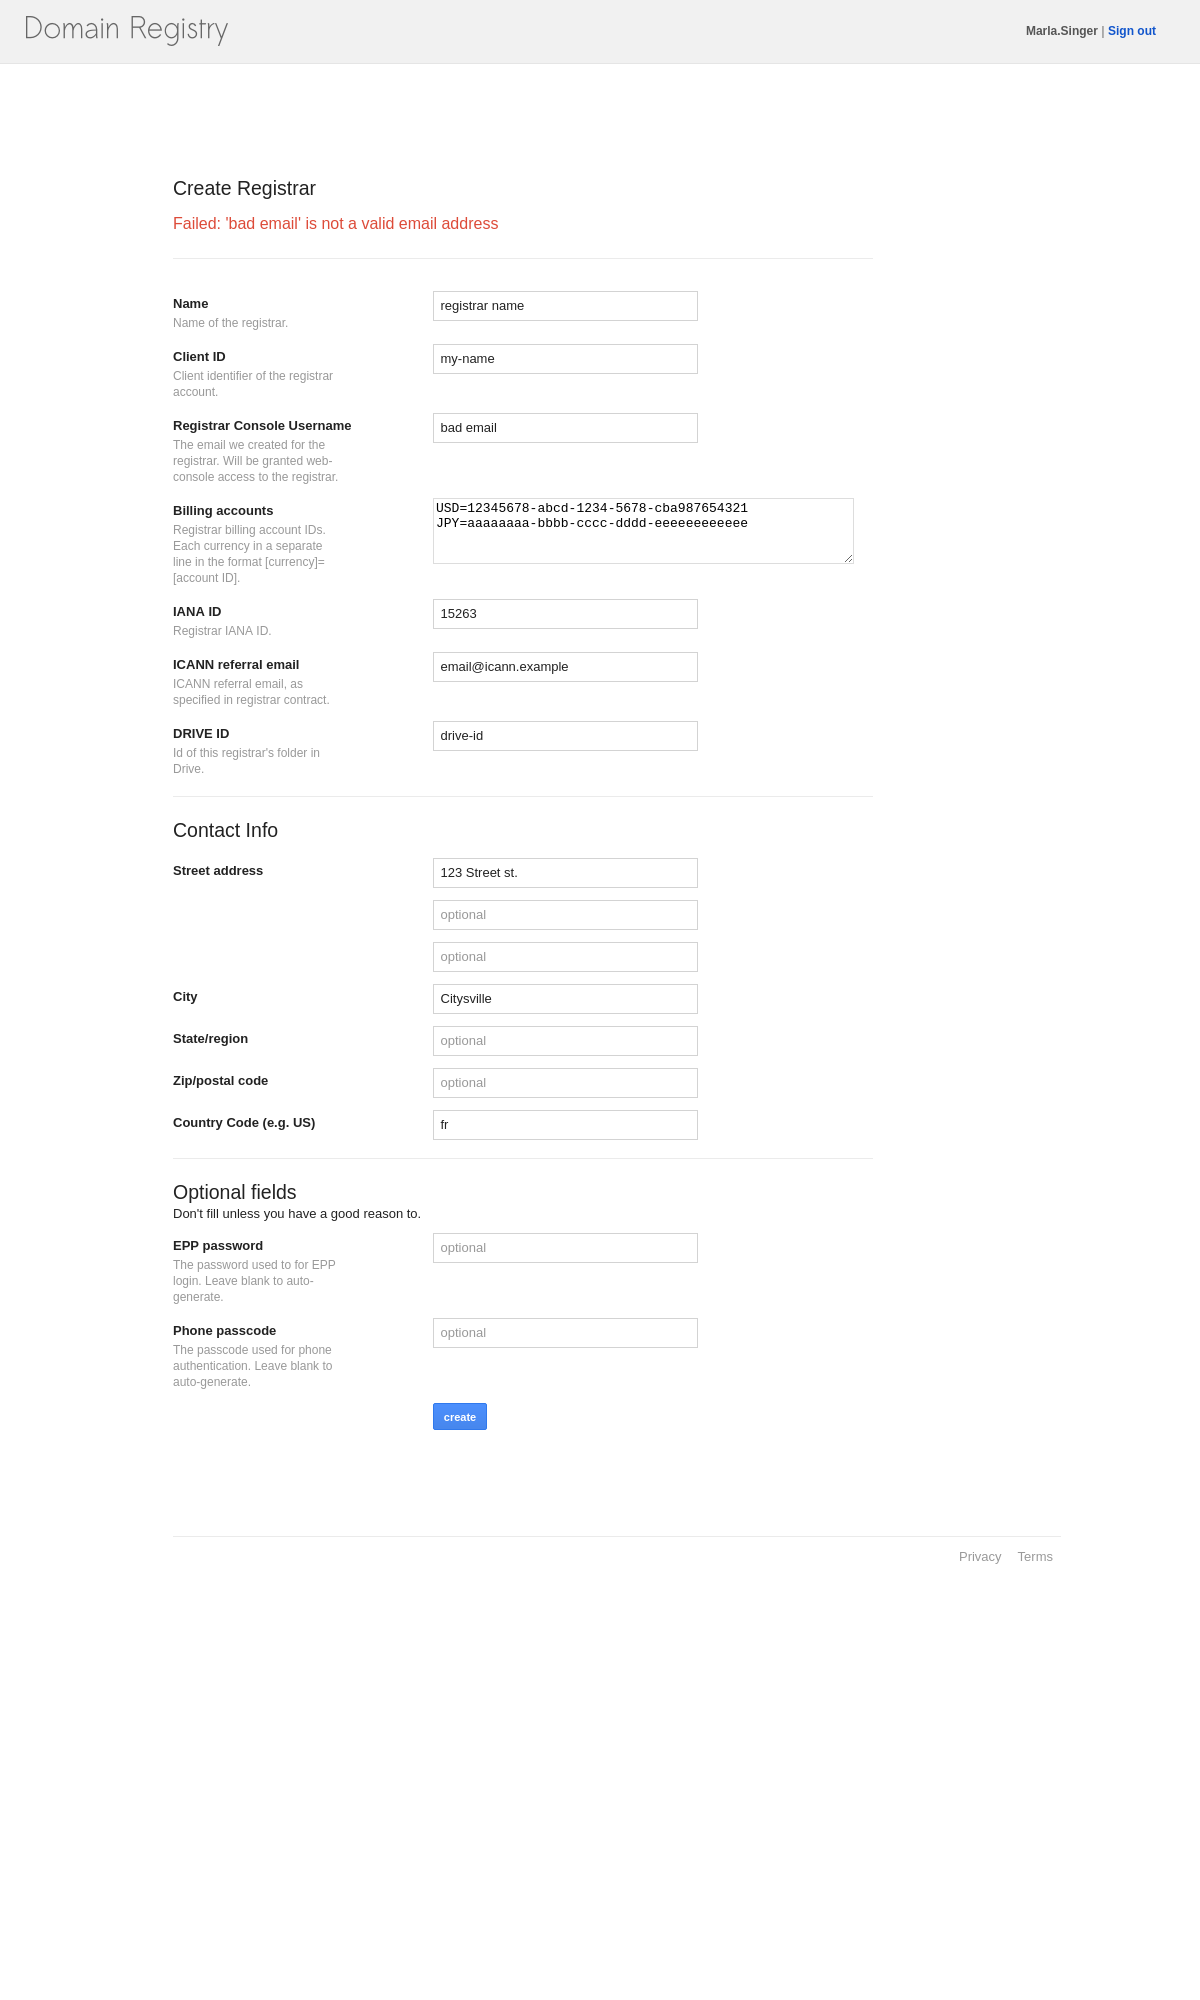 Domain Registry
Marla.Singer | Sign out
Create Registrar
Failed: 'bad email' is not a valid email address
Name
Name of the registrar.
registrar name
Client ID
Client identifier of the registrar
account.
my-name
Registrar Console Username
The email we created for the
registrar. Will be granted web-
console access to the registrar.
bad email
Billing accounts
Registrar billing account IDs.
Each currency in a separate
line in the format [currency]=
[account ID].
USD=12345678-abcd-1234-5678-cba987654321
JPY=aaaaaaaa-bbbb-cccc-dddd-eeeeeeeeeeee
IANA ID
Registrar IANA ID.
15263
ICANN referral email
ICANN referral email, as
specified in registrar contract.
email@icann.example
DRIVE ID
Id of this registrar's folder in
Drive.
drive-id
Contact Info
Street address
123 Street st.
optional
optional
City
Citysville
State/region
optional
Zip/postal code
optional
Country Code (e.g. US)
fr
Optional fields
Don't fill unless you have a good reason to.
EPP password
The password used to for EPP
login. Leave blank to auto-
generate.
optional
Phone passcode
The passcode used for phone
authentication. Leave blank to
auto-generate.
optional
create
Privacy Terms